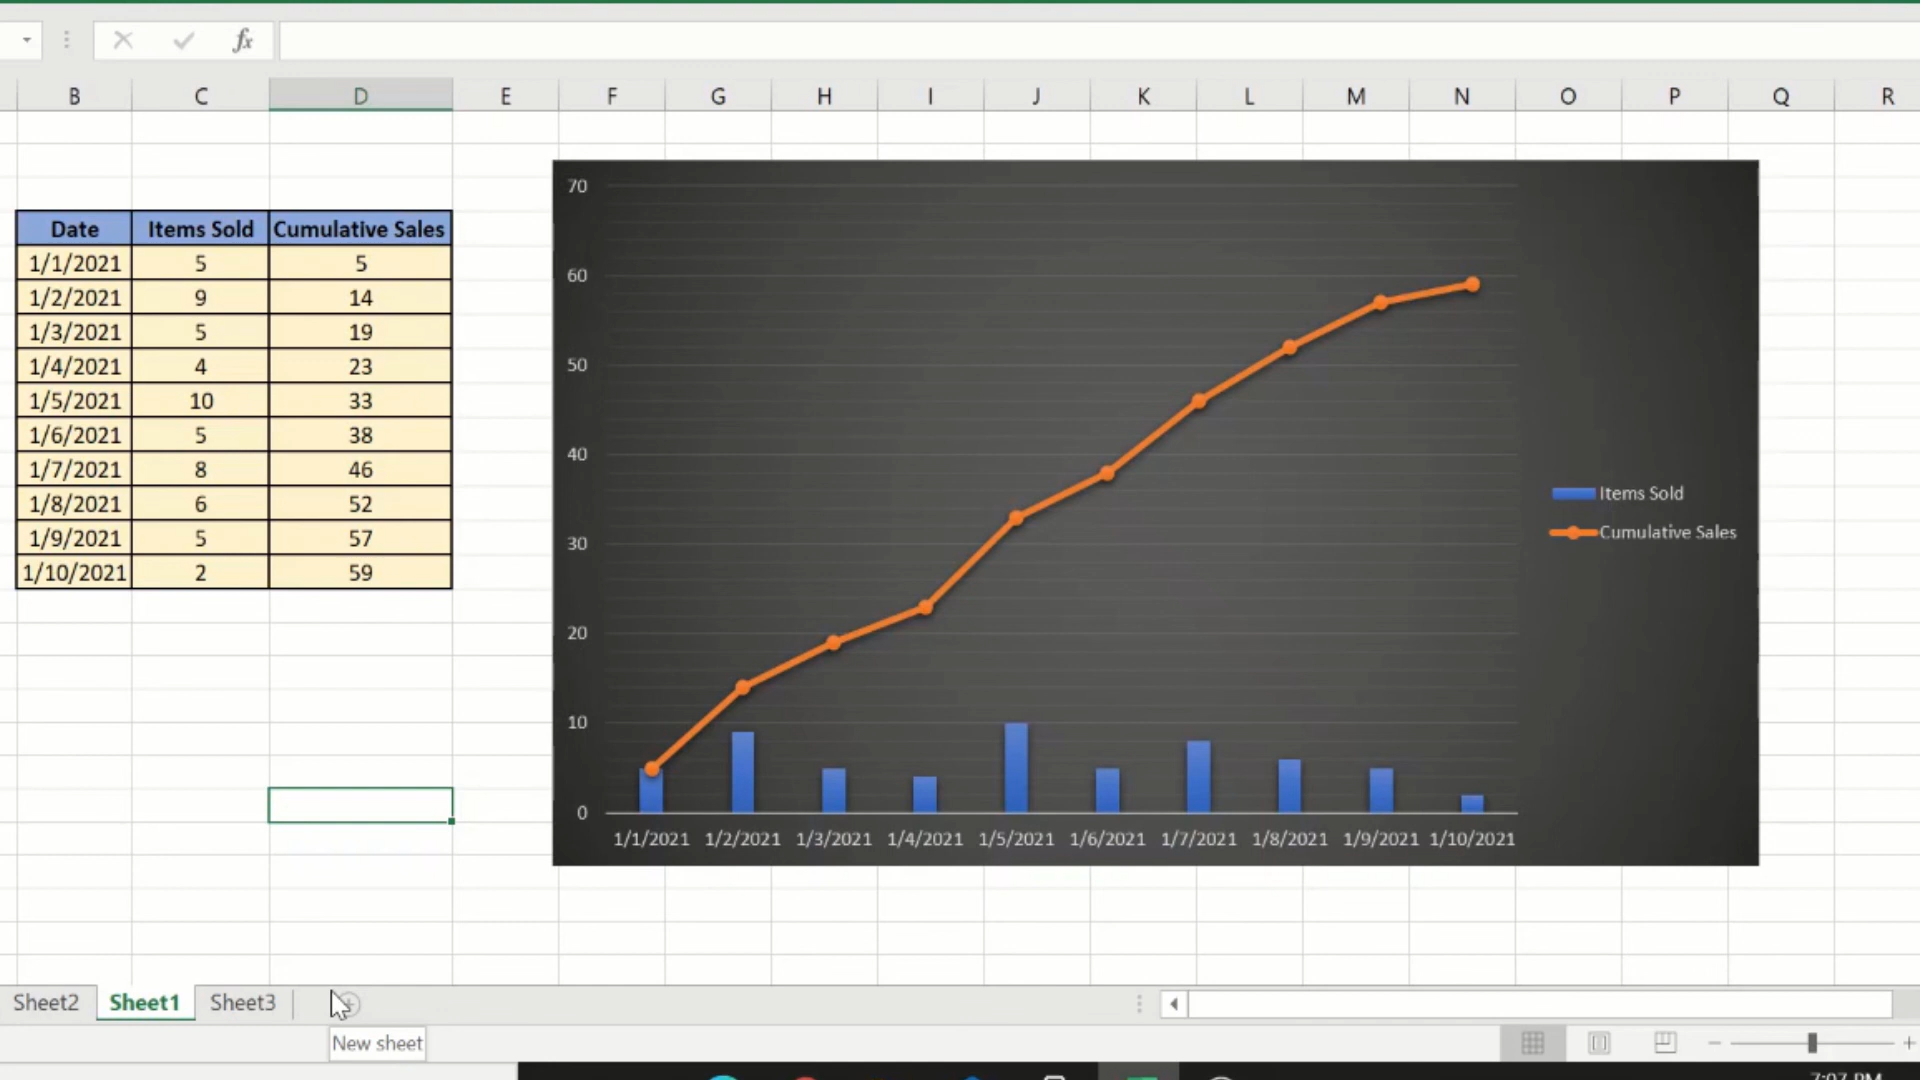 fx
B C D E F G H I J K L M N O P Q R
Date Items Sold Cumulative Sales
1/1/2021 5 5
1/2/2021 9 14
1/3/2021 5 19
1/4/2021 4 23
1/5/2021 10 33
1/6/2021 5 38
1/7/2021 8 46
1/8/2021 6 52
1/9/2021 5 57
1/10/2021 2 59
70
60
50
40
30
20
10
0
1/1/2021 1/2/2021 1/3/2021 1/4/2021 1/5/2021 1/6/2021 1/7/2021 1/8/2021 1/9/2021 1/10/2021
Items Sold
Cumulative Sales
Sheet2 Sheet1 Sheet3
New sheet
7:07 PM